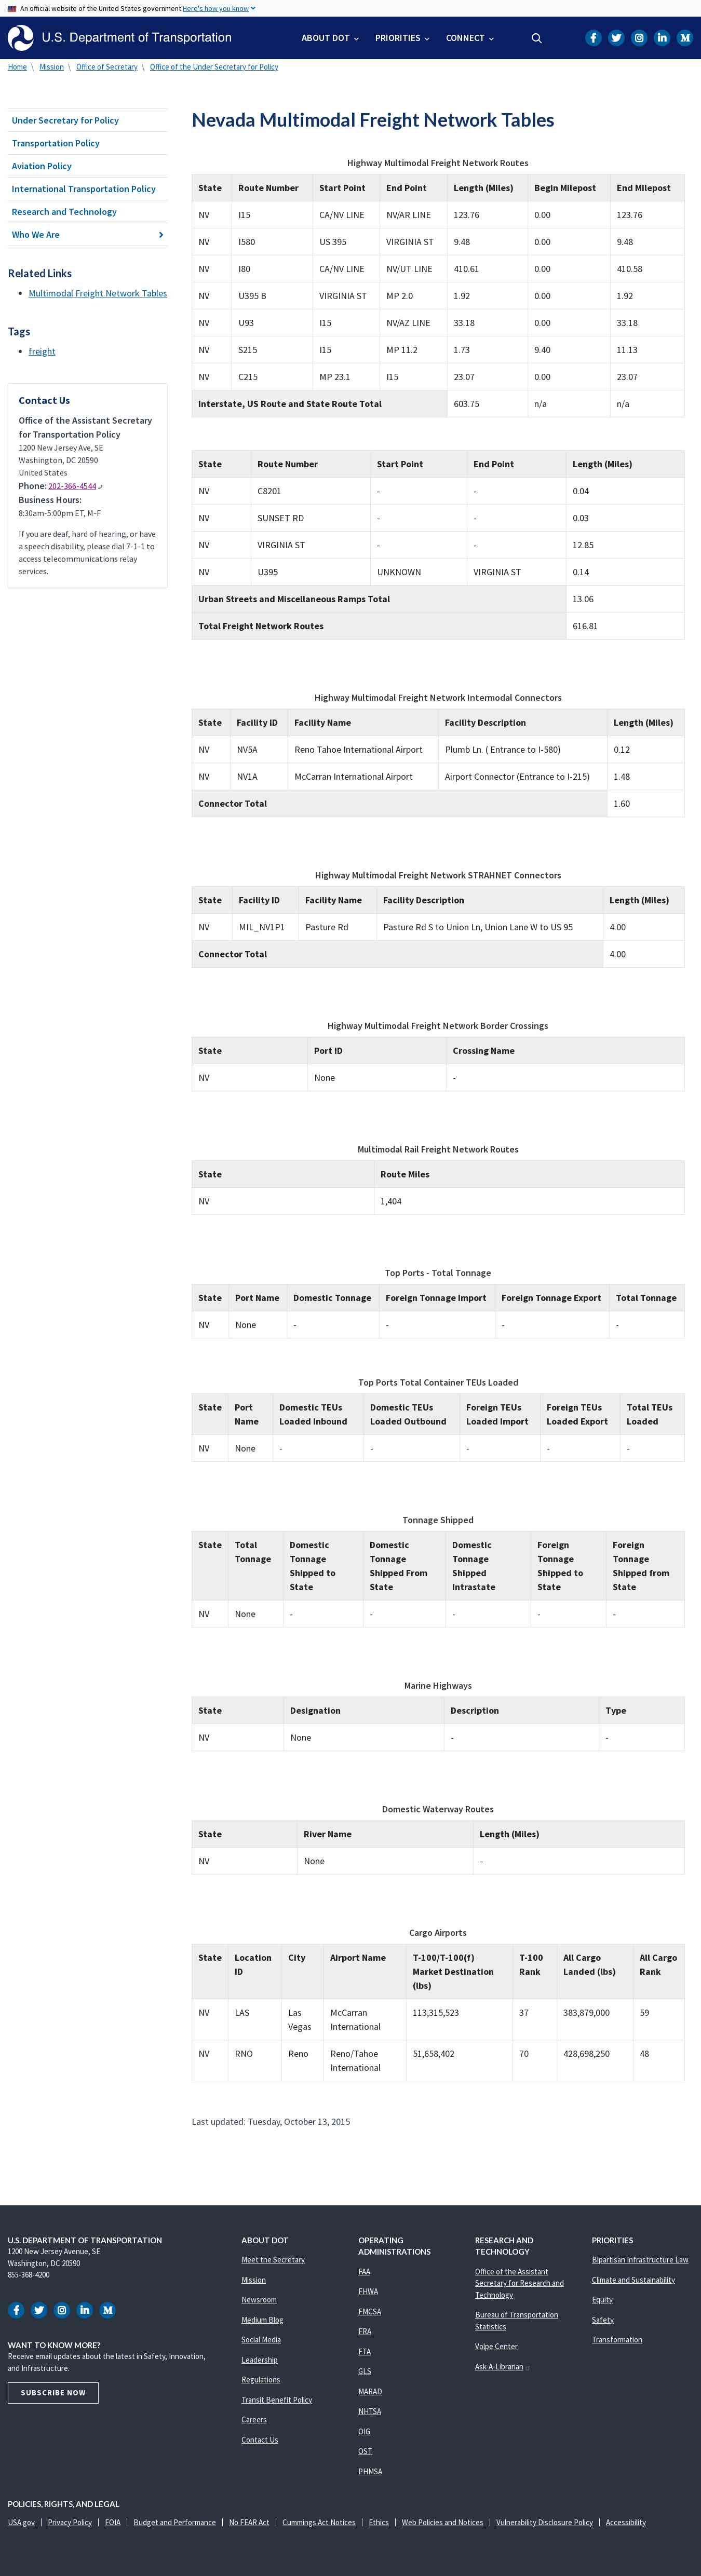 An official website of the United States government Here's how you know
U.S. Department of Transportation
ABOUT DOT
PRIORITIES
CONNECT
Home \ Mission \ Office of Secretary \ Office of the Under Secretary for Policy
Under Secretary for Policy
Transportation Policy
Aviation Policy
International Transportation Policy
Research and Technology
Who We Are
Related Links
Multimodal Freight Network Tables
Tags
freight
Contact Us
Office of the Assistant Secretary
for Transportation Policy
1200 New Jersey Ave, SE
Washington, DC 20590
United States
Phone: 202-366-4544
Business Hours:
8:30am-5:00pm ET, M-F
If you are deaf, hard of hearing, or have
a speech disability, please dial 7-1-1 to
access telecommunications relay
services.
Nevada Multimodal Freight Network Tables
Highway Multimodal Freight Network Routes
State Route Number Start Point End Point Length (Miles) Begin Milepost End Milepost
NV I15 CA/NV LINE NV/AR LINE 123.76 0.00 123.76
NV I580 US 395 VIRGINIA ST 9.48 0.00 9.48
NV I80 CA/NV LINE NV/UT LINE 410.61 0.00 410.58
NV U395 B VIRGINIA ST MP 2.0 1.92 0.00 1.92
NV U93 I15 NV/AZ LINE 33.18 0.00 33.18
NV S215 I15 MP 11.2 1.73 9.40 11.13
NV C215 MP 23.1 I15 23.07 0.00 23.07
Interstate, US Route and State Route Total 603.75 n/a n/a
State Route Number Start Point End Point Length (Miles)
NV C8201 - - 0.04
NV SUNSET RD - - 0.03
NV VIRGINIA ST - - 12.85
NV U395 UNKNOWN VIRGINIA ST 0.14
Urban Streets and Miscellaneous Ramps Total 13.06
Total Freight Network Routes 616.81
Highway Multimodal Freight Network Intermodal Connectors
State Facility ID Facility Name Facility Description Length (Miles)
NV NV5A Reno Tahoe International Airport Plumb Ln. ( Entrance to I-580) 0.12
NV NV1A McCarran International Airport Airport Connector (Entrance to I-215) 1.48
Connector Total 1.60
Highway Multimodal Freight Network STRAHNET Connectors
State Facility ID Facility Name Facility Description Length (Miles)
NV MIL_NV1P1 Pasture Rd Pasture Rd S to Union Ln, Union Lane W to US 95 4.00
Connector Total 4.00
Highway Multimodal Freight Network Border Crossings
State Port ID Crossing Name
NV None -
Multimodal Rail Freight Network Routes
State Route Miles
NV 1,404
Top Ports - Total Tonnage
State Port Name Domestic Tonnage Foreign Tonnage Import Foreign Tonnage Export Total Tonnage
NV None - - - -
Top Ports Total Container TEUs Loaded
State Port Domestic TEUs Domestic TEUs Foreign TEUs Foreign TEUs Total TEUs
Name Loaded Inbound Loaded Outbound Loaded Import Loaded Export Loaded
NV None - - - - -
Tonnage Shipped
State Total Domestic Domestic Domestic Foreign Foreign
Tonnage Tonnage Tonnage Tonnage Tonnage Tonnage
Shipped to Shipped From Shipped Shipped to Shipped from
State State Intrastate State State
NV None - - - - -
Marine Highways
State Designation Description Type
NV None - -
Domestic Waterway Routes
State River Name Length (Miles)
NV None -
Cargo Airports
State Location City Airport Name T-100/T-100(f) T-100 All Cargo All Cargo
ID Market Destination Rank Landed (lbs) Rank
(lbs)
NV LAS Las McCarran 113,315,523 37 383,879,000 59
Vegas International
NV RNO Reno Reno/Tahoe 51,658,402 70 428,698,250 48
International
Last updated: Tuesday, October 13, 2015
U.S. DEPARTMENT OF TRANSPORTATION
1200 New Jersey Avenue, SE
Washington, DC 20590
855-368-4200
WANT TO KNOW MORE?
Receive email updates about the latest in Safety, Innovation,
and Infrastructure.
SUBSCRIBE NOW
ABOUT DOT
Meet the Secretary
Mission
Newsroom
Medium Blog
Social Media
Leadership
Regulations
Transit Benefit Policy
Careers
Contact Us
OPERATING
ADMINISTRATIONS
FAA
FHWA
FMCSA
FRA
FTA
GLS
MARAD
NHTSA
OIG
OST
PHMSA
RESEARCH AND
TECHNOLOGY
Office of the Assistant
Secretary for Research and
Technology
Bureau of Transportation
Statistics
Volpe Center
Ask-A-Librarian
PRIORITIES
Bipartisan Infrastructure Law
Climate and Sustainability
Equity
Safety
Transformation
POLICIES, RIGHTS, AND LEGAL
USA.gov | Privacy Policy | FOIA | Budget and Performance | No FEAR Act | Cummings Act Notices | Ethics | Web Policies and Notices | Vulnerability Disclosure Policy | Accessibility